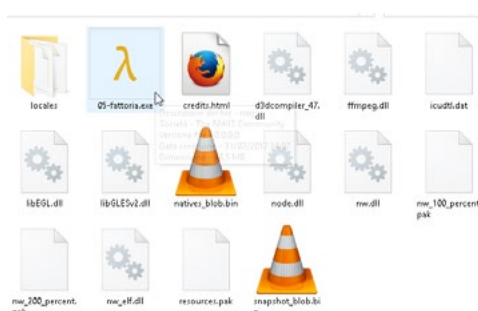 locales
05-fattoria.exe
credits.html
d3dcompiler_47.
dll
ffmpeg.dll
icudtl.dat
libEGL.dll
libGLESv2.dll
natives_blob.bin
node.dll
nw.dll
nw_100_percent
pak
nw_200_percent.
nw_elf.dll
resources.pak
snapshot_blob.bi